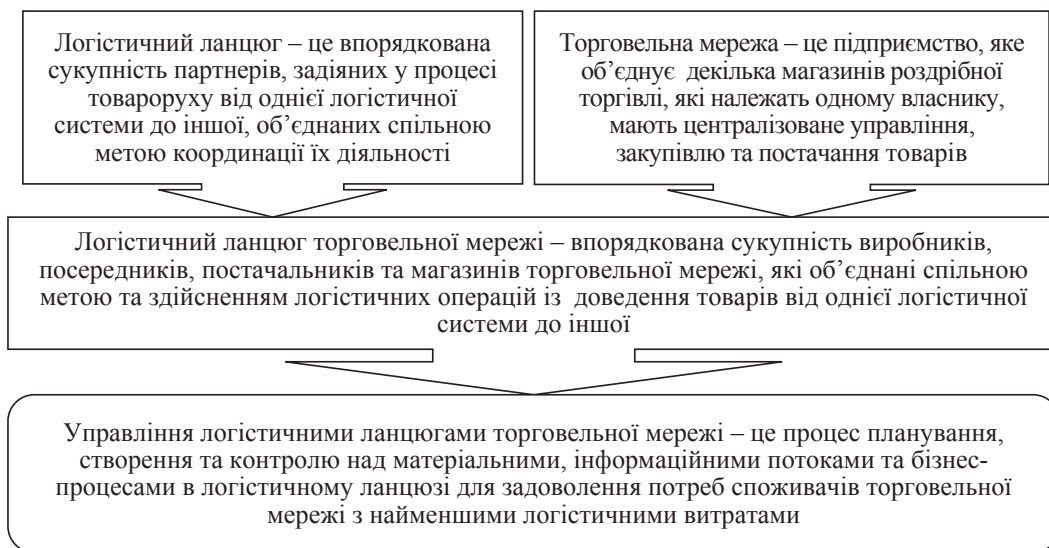 Логістичний ланцюг – це впорядкована
сукупність партнерів, задіяних у процесі
товароруху від однієї логістичної
системи до іншої, об’єднаних спільною
метою координації їх діяльності
Торговельна мережа – це підприємство, яке
об’єднує декілька магазинів роздрібної
торгівлі, які належать одному власнику,
мають централізоване управління,
закупівлю та постачання товарів
Логістичний ланцюг торговельної мережі – впорядкована сукупність виробників,
посередників, постачальників та магазинів торговельної мережі, які об’єднані спільною
метою та здійсненням логістичних операцій із доведення товарів від однієї логістичної
системи до іншої
Управління логістичними ланцюгами торговельної мережі – це процес планування,
створення та контролю над матеріальними, інформаційними потоками та бізнес-
процесами в логістичному ланцюзі для задоволення потреб споживачів торговельної
мережі з найменшими логістичними витратами